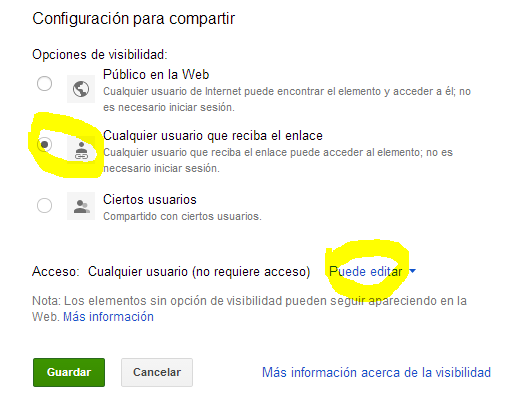 Configuración para compartir
Opciones de visibilidad:
Público en la Web
Cualquier usuario de Internet puede encontrar el elemento y acceder a él; no
es necesario iniciar sesión.
Cualquier usuario que reciba el enlace
Cualquier usuario que reciba el enlace puede acceder al elemento; no es
necesario iniciar sesión.
Ciertos usuarios
Compartido con ciertos usuarios.
Acceso: Cualquier usuario (no requiere acceso) Puede editar
Nota: Los elementos sin opción de visibilidad pueden seguir apareciendo en la
Web. Más información
Guardar Cancelar Más información acerca de la visibilidad